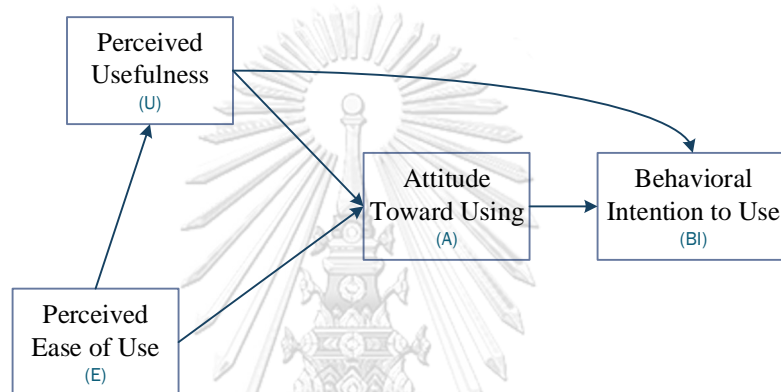 Perceived
Usefulness
(U)
Attitude
Toward Using
(A)
Behavioral
Intention to Use
(BI)
Perceived
Ease of Use
(E)